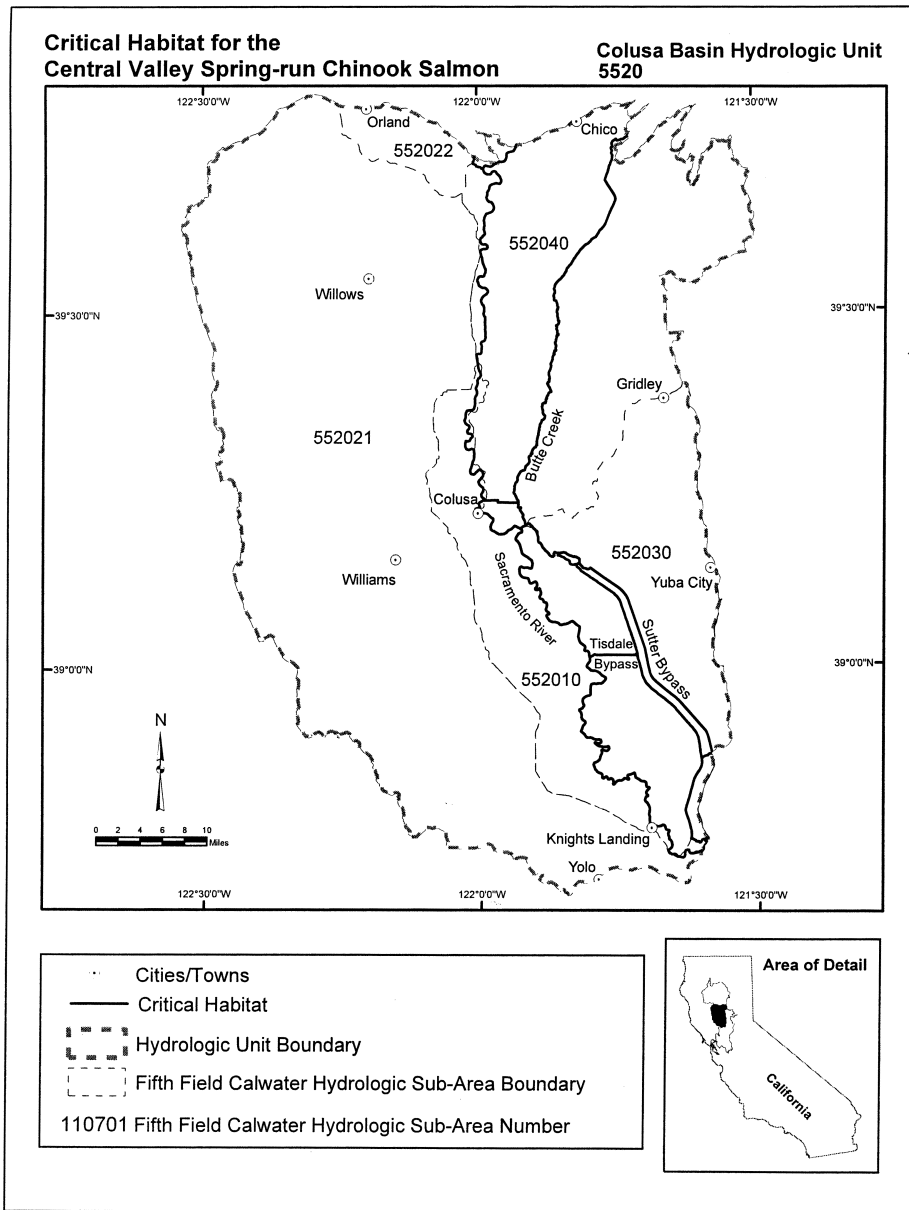 Critical Habitat for the
Central Valley Spring-run Chinook Salmon
Colusa Basin Hydrologic Unit
5520
122°30'0"W
122°0'0"W
121°30'0"W
Orland
Chico
552022
552040
Willows
39°30'0"N
39°30'0"N
Gridley
552021
Butte Creek
Colusa
552030
Williams
Yuba City
Sacramento River
Sutter Bypass
Tisdale
Bypass
39°0'0"N
39°0'0"N
552010
N
0 2 4 6 8 10
Miles
Knights Landing
Yolo
122°30'0"W
122°0'0"W
121°30'0"W
Cities/Towns
Critical Habitat
Hydrologic Unit Boundary
Fifth Field Calwater Hydrologic Sub-Area Boundary
110701 Fifth Field Calwater Hydrologic Sub-Area Number
Area of Detail
California